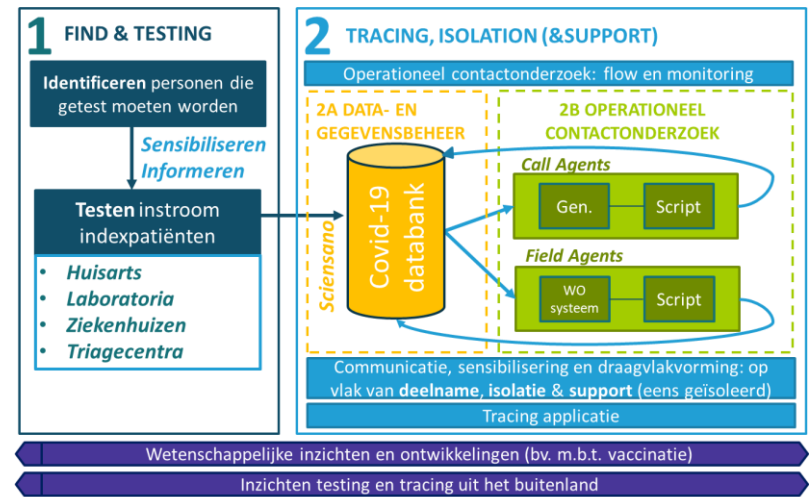 1 FIND & TESTING
Identificeren personen die
getest moeten worden
Sensibiliseren
Informeren
Testen instroom
indexpatiënten
• Huisarts
• Laboratoria
• Ziekenhuizen
• Triagecentra
2 TRACING, ISOLATION (&SUPPORT)
Operationeel contactonderzoek: flow en monitoring
2A DATA- EN
GEGEVENSBEHEER
Sciensano
Covid-19
databank
2B OPERATIONEEL
CONTACTONDERZOEK
Call Agents
Gen.
Script
Field Agents
WO
systeem
Script
Communicatie, sensibilisering en draagvlakvorming: op
vlak van deelname, isolatie & support (eens geïsoleerd)
Tracing applicatie
Wetenschappelijke inzichten en ontwikkelingen (bv. m.b.t. vaccinatie)
Inzichten testing en tracing uit het buitenland